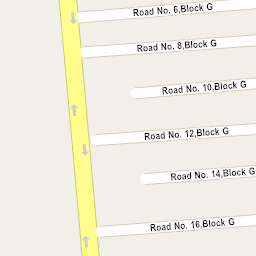 Road No. 6,Block G
Road No. 8,Block G
Road No. 10,Block G
Road No. 12,Block G
Road No. 14,Block G
Road No. 16,Block G